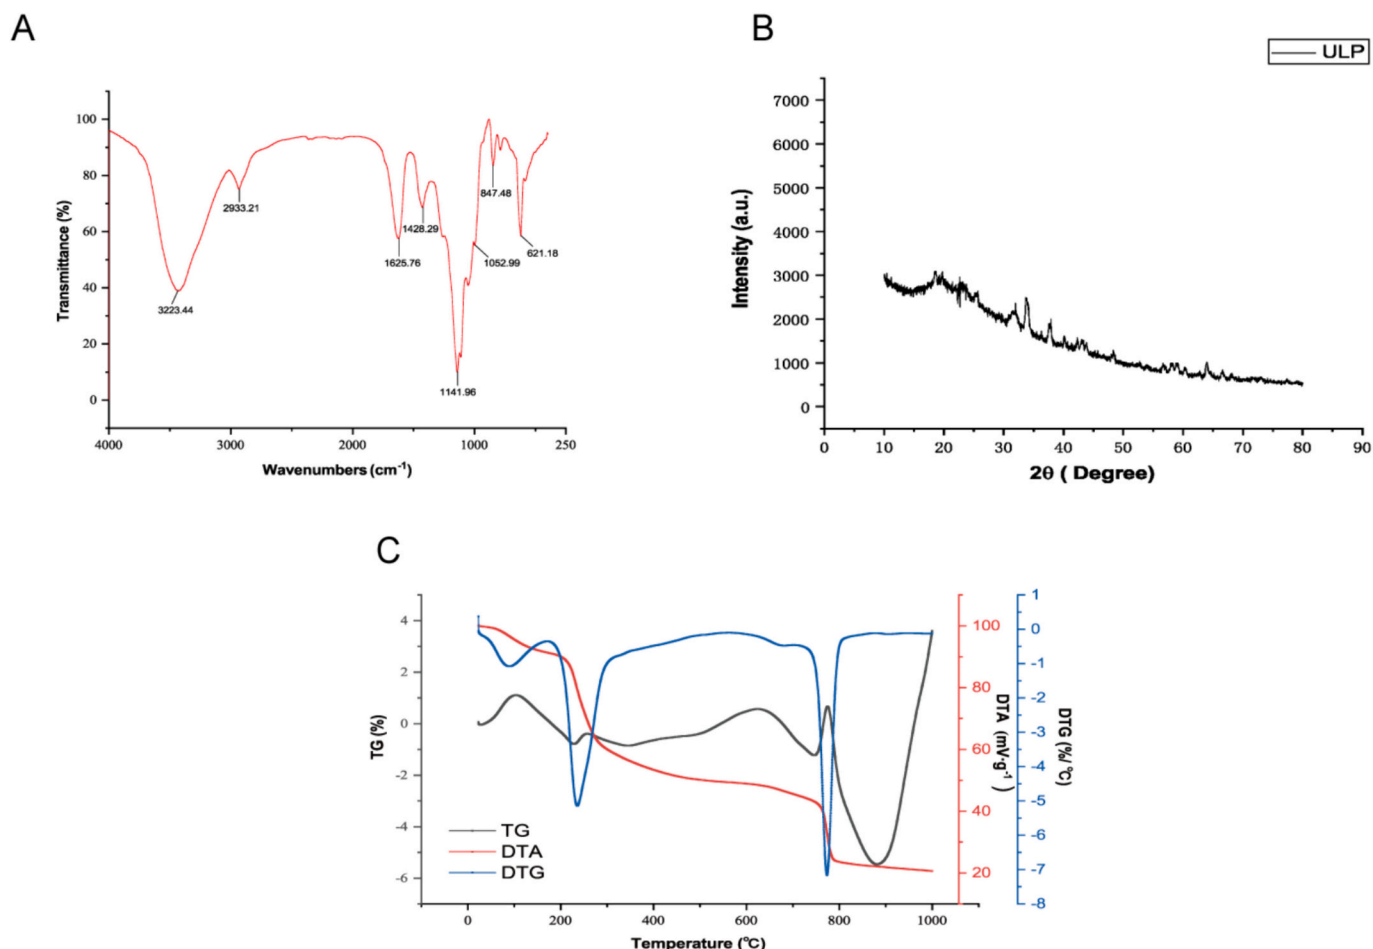 A
100
80
60
40
20
0
Transmittance (%)
2933.21
3223.44
1625.76
1428.29
1141.96
847.48
1052.99
621.18
4000 3000 2000 1000 250
Wavenumbers (cm⁻¹)
B
ULP
7000
6000
5000
4000
3000
2000
1000
0
Intensity (a.u.)
0 10 20 30 40 50 60 70 80 90
2θ ( Degree)
C
4
2
0
-2
-4
-6
TG (%)
TG
DTA
DTG
100
80
60
40
20
DTA (mV·g⁻¹)
1
0
-1
-2
-3
-4
-5
-6
-7
-8
DTG (%/°C)
0 200 400 600 800 1000
Temperature (°C)